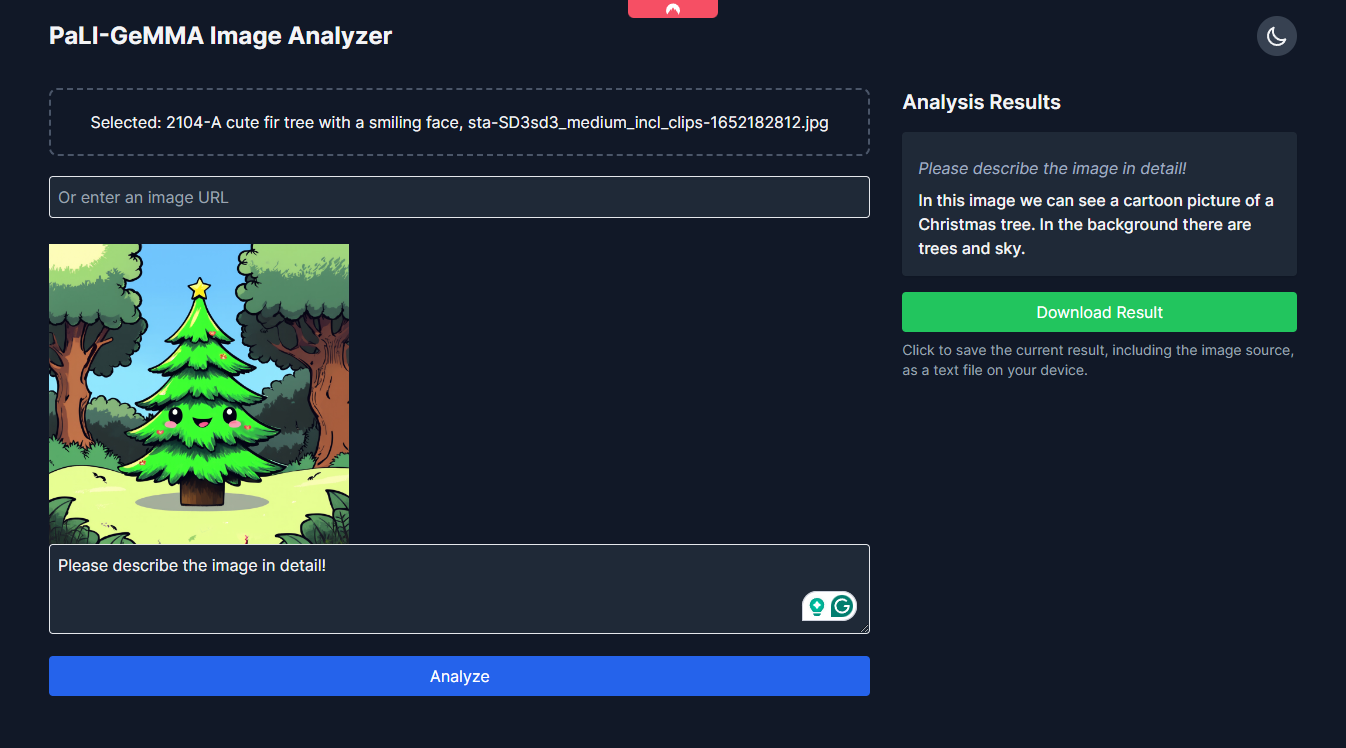 PaLI-GeMMA Image Analyzer
Selected: 2104-A cute fir tree with a smiling face, sta-SD3sd3_medium_incl_clips-1652182812.jpg
Or enter an image URL
Please describe the image in detail!
Analyze
Analysis Results
Please describe the image in detail!
In this image we can see a cartoon picture of a
Christmas tree. In the background there are
trees and sky.
Download Result
Click to save the current result, including the image source,
as a text file on your device.